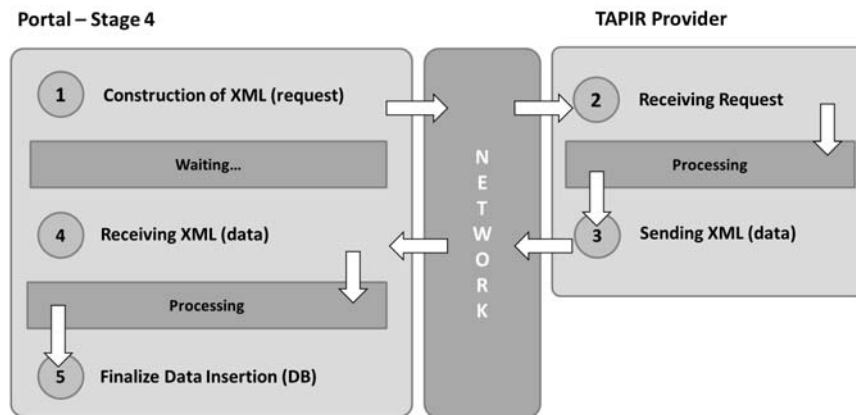 Portal – Stage 4
TAPIR Provider
1 Construction of XML (request)
2 Receiving Request
Waiting…
Processing
NETWORK
4 Receiving XML (data)
3 Sending XML (data)
Processing
5 Finalize Data Insertion (DB)